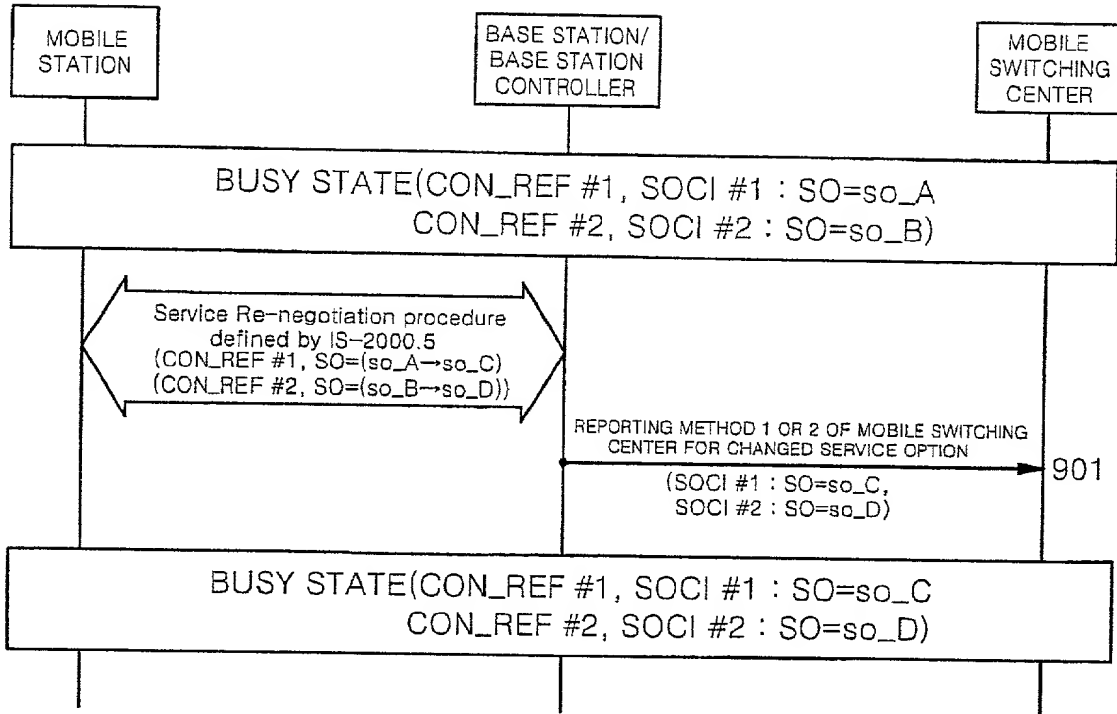 MOBILE
STATION
BASE STATION/
BASE STATION
CONTROLLER
MOBILE
SWITCHING
CENTER
BUSY STATE(CON_REF #1, SOCI #1 : SO=so_A
CON_REF #2, SOCI #2 : SO=so_B)
Service Re-negotiation procedure
defined by IS-2000.5
(CON_REF #1, SO=(so_A→so_C)
(CON_REF #2, SO=(so_B→so_D))
REPORTING METHOD 1 OR 2 OF MOBILE SWITCHING
CENTER FOR CHANGED SERVICE OPTION
901
(SOCI #1 : SO=so_C,
SOCI #2 : SO=so_D)
BUSY STATE(CON_REF #1, SOCI #1 : SO=so_C
CON_REF #2, SOCI #2 : SO=so_D)